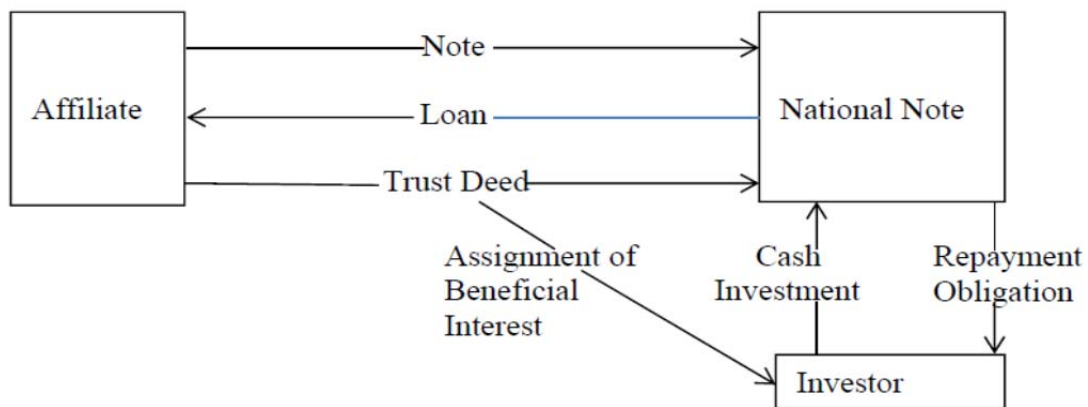 Note
Affiliate
Loan
National Note
Trust Deed
Assignment of
Beneficial
Interest
Cash
Investment
Repayment
Obligation
Investor